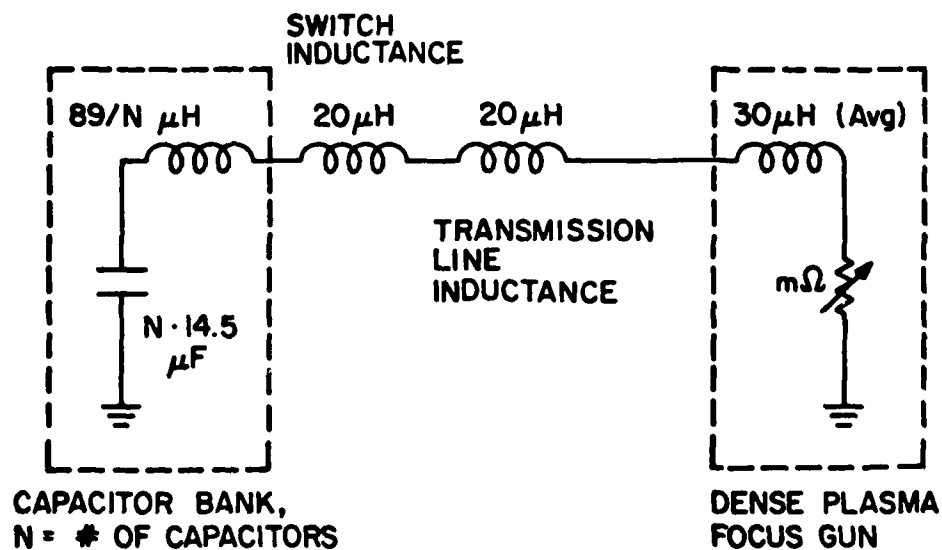 SWITCH
INDUCTANCE
89/N μH
20μH
20μH
30μH (Avg)
TRANSMISSION
LINE
INDUCTANCE
mΩ
N·14.5
μF
CAPACITOR BANK,
N = # OF CAPACITORS
DENSE PLASMA
FOCUS GUN